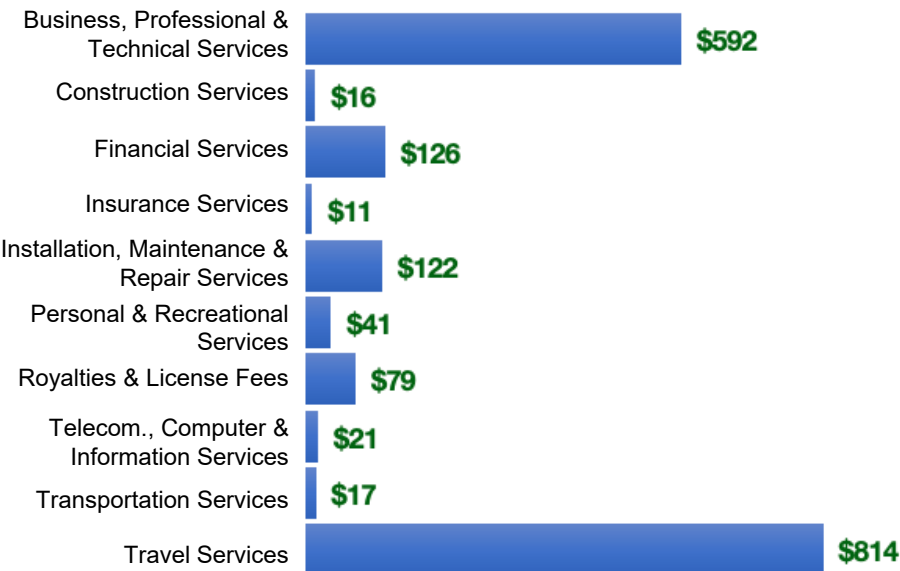 Business, Professional &
Technical Services
$592
Construction Services
$16
Financial Services
$126
Insurance Services
$11
Installation, Maintenance &
Repair Services
$122
Personal & Recreational
Services
$41
Royalties & License Fees
$79
Telecom., Computer &
Information Services
$21
Transportation Services
$17
Travel Services
$814